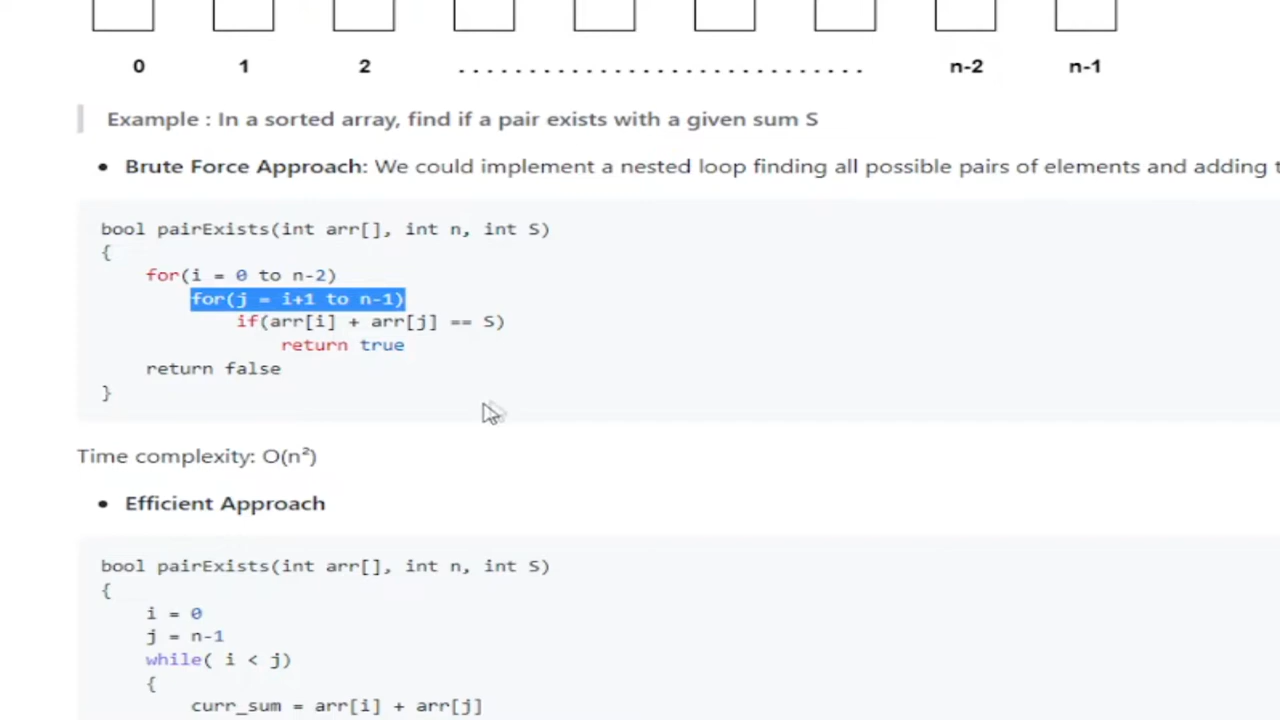 0 1 2 ............................ n-2 n-1
Example : In a sorted array, find if a pair exists with a given sum S
• Brute Force Approach: We could implement a nested loop finding all possible pairs of elements and adding
bool pairExists(int arr[], int n, int S)
{
for(i = 0 to n-2)
for(j = i+1 to n-1)
if(arr[i] + arr[j] == S)
return true
return false
}
Time complexity: O(n²)
• Efficient Approach
bool pairExists(int arr[], int n, int S)
{
i = 0
j = n-1
while( i < j)
{
curr_sum = arr[i] + arr[j]